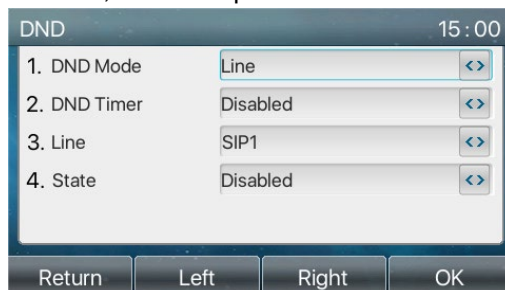 DND 15:00
1. DND Mode Line
2. DND Timer Disabled
3. Line SIP1
4. State Disabled
Return Left Right OK